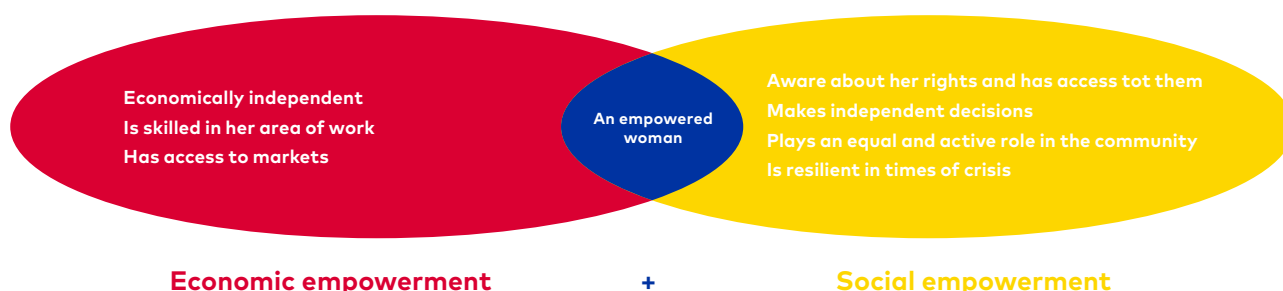 Economically independent
Is skilled in her area of work
Has access to markets
An empowered
woman
Aware about her rights and has access tot them
Makes independent decisions
Plays an equal and active role in the community
Is resilient in times of crisis
Economic empowerment + Social empowerment